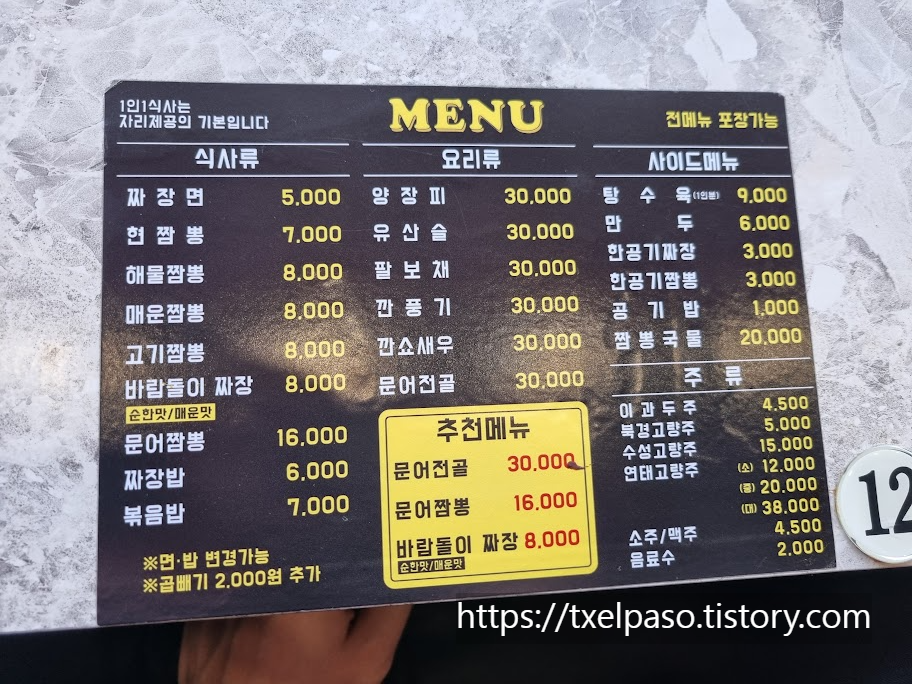 1인1식사는
자리제공의 기본입니다
MENU
전메뉴 포장가능
식사류
짜장면 5,000
현짬뽕 7,000
해물짬뽕 8,000
매운짬뽕 8,000
고기짬뽕 8,000
바람돌이 짜장 8,000
순한맛/매운맛
문어짬뽕 16,000
짜장밥 6,000
볶음밥 7,000
※면·밥 변경가능
※곱빼기 2,000원 추가
요리류
양장피 30,000
유산슬 30,000
팔보채 30,000
깐풍기 30,000
깐쇼새우 30,000
문어전골 30,000
추천메뉴
문어전골 30,000
문어짬뽕 16,000
바람돌이 짜장 8,000
순한맛/매운맛
사이드메뉴
탕수육(1인분) 9,000
만두 6,000
한공기짜장 3,000
한공기짬뽕 3,000
공기밥 1,000
짬뽕국물 20,000
주류
이과두주 4,500
북경고량주 5,000
수성고량주 15,000
연태고량주 (소) 12,000
(중) 20,000
(대) 38,000
소주/맥주 4,500
음료수 2,000
12
https://txelpaso.tistory.com